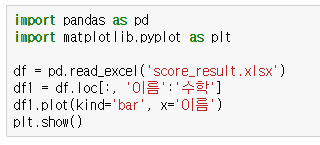 import pandas as pd
import matplotlib.pyplot as plt
df = pd.read_excel('score_result.xlsx')
df1 = df.loc[:, '이름':'수학']
df1.plot(kind='bar', x='이름')
plt.show()